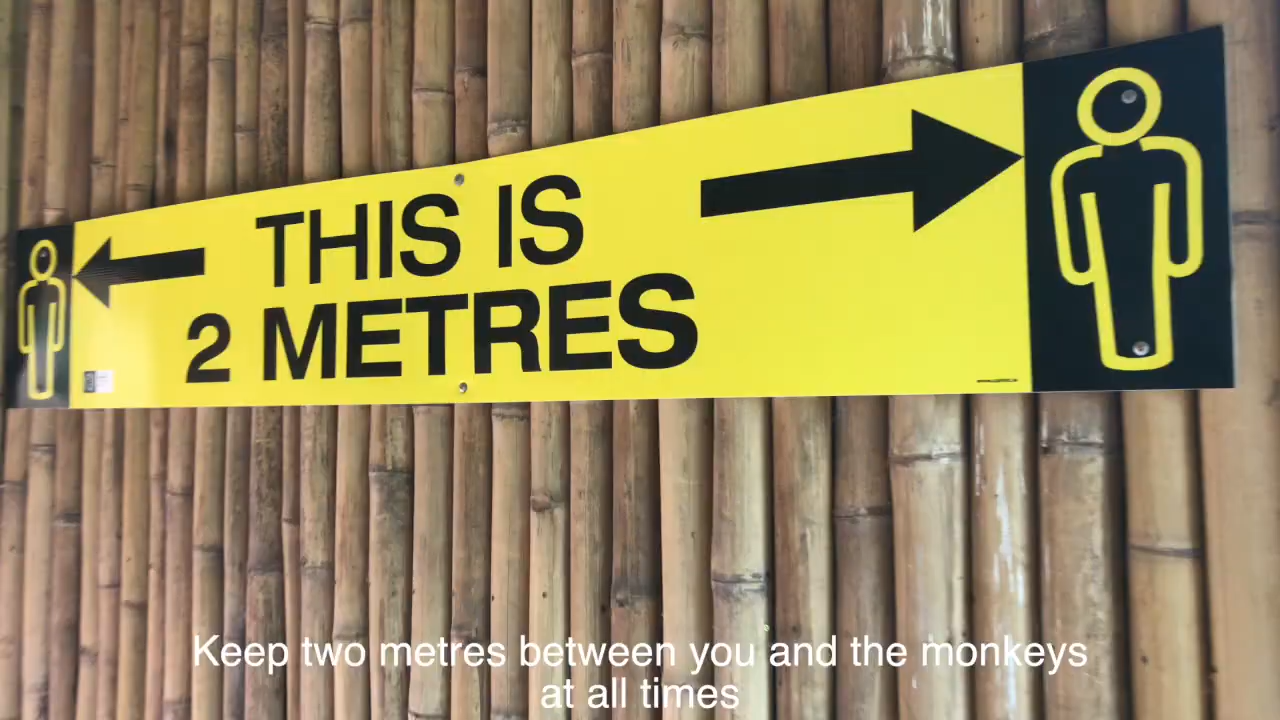 THIS IS
2 METRES
Keep two metres between you and the monkeys
at all times